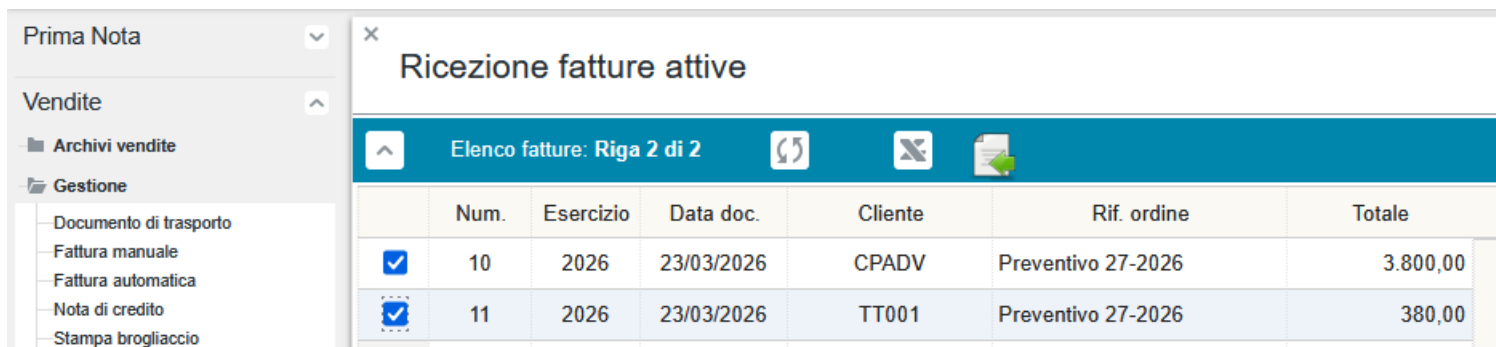 Prima Nota
Vendite
Archivi vendite
Gestione
Documento di trasporto
Fattura manuale
Fattura automatica
Nota di credito
Stampa brogliaccio
×
Ricezione fatture attive
Elenco fatture: Riga 2 di 2
Num. Esercizio Data doc. Cliente Rif. ordine Totale
10 2026 23/03/2026 CPADV Preventivo 27-2026 3.800,00
11 2026 23/03/2026 TT001 Preventivo 27-2026 380,00